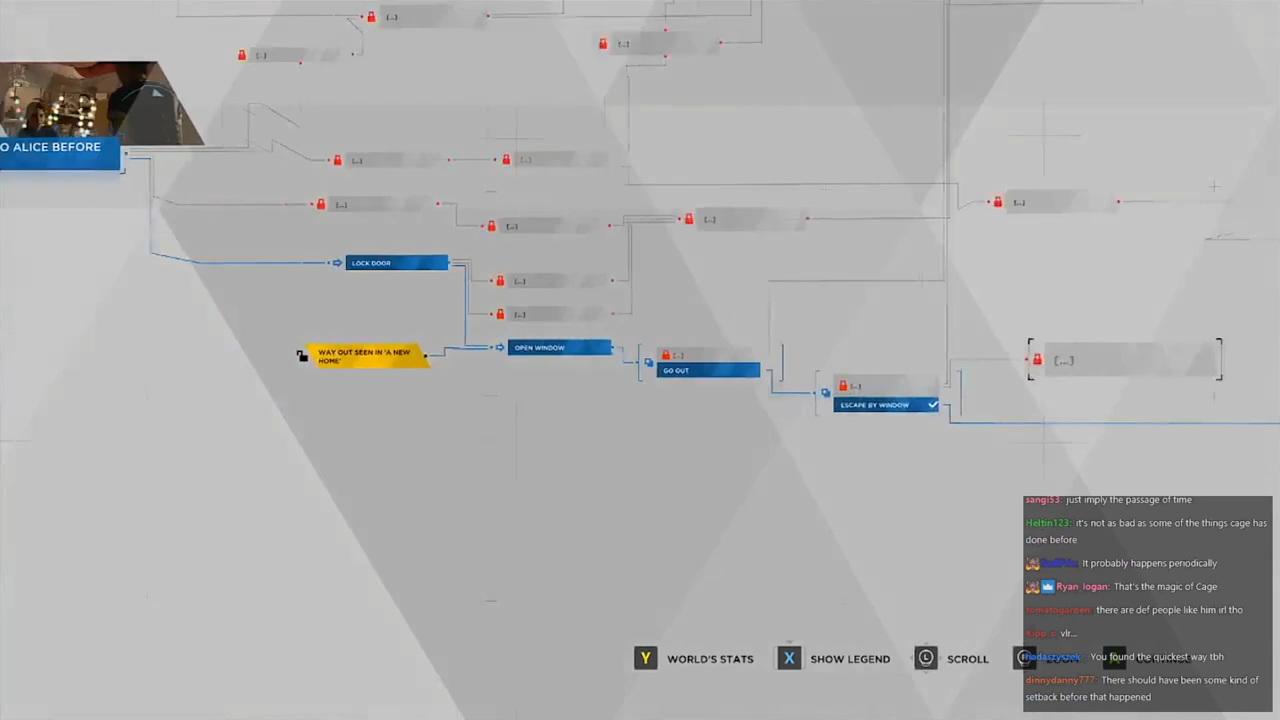 [...]
[...]
[...]
O ALICE BEFORE
[...]
[...]
[...]
[...]
[...]
[...]
LOCK DOOR
[...]
[...]
WAY OUT SEEN IN 'A NEW
HOME'
OPEN WINDOW
[...]
GO OUT
[...]
[...]
ESCAPE BY WINDOW
sangi53: just imply the passage of time
Heltin123: it's not as bad as some of the things cage has
done before
It probably happens periodically
Ryan_logan: That's the magic of Cage
tomatogarden: there are def people like him irl tho
vlr...
You found the quickest way tbh
dinnydanny777: There should have been some kind of
setback before that happened
Y WORLD'S STATS
X SHOW LEGEND
L SCROLL